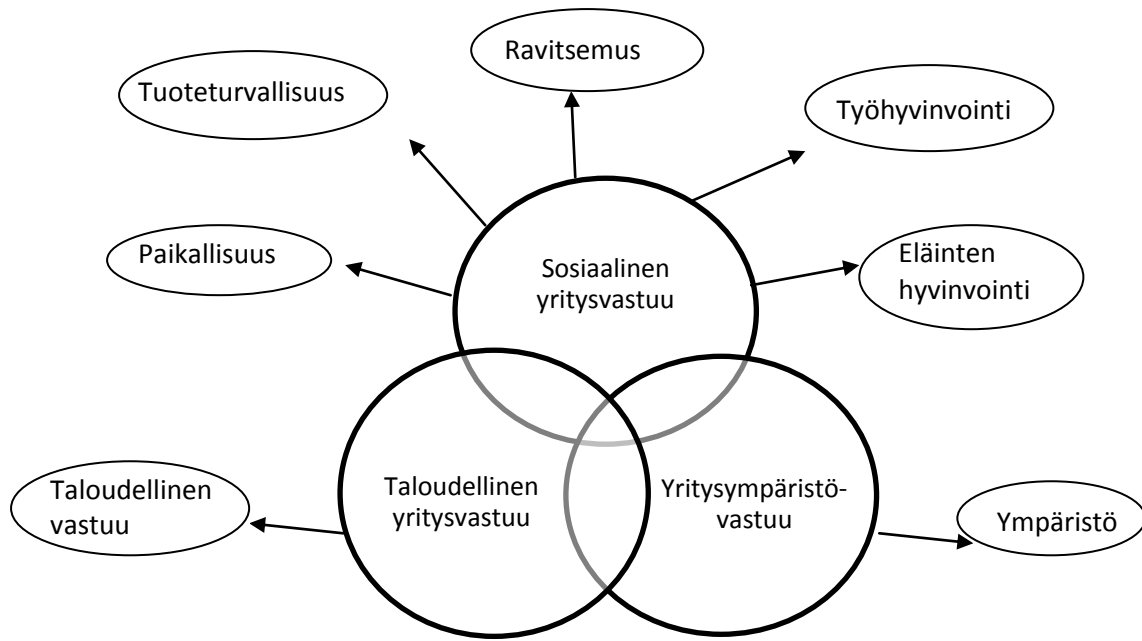 Ravitsemus
Tuoteturvallisuus
Työhyvinvointi
Paikallisuus
Sosiaalinen
yritysvastuu
Eläinten
hyvinvointi
Taloudellinen
vastuu
Taloudellinen
yritysvastuu
Yritysympäristö-
vastuu
Ympäristö